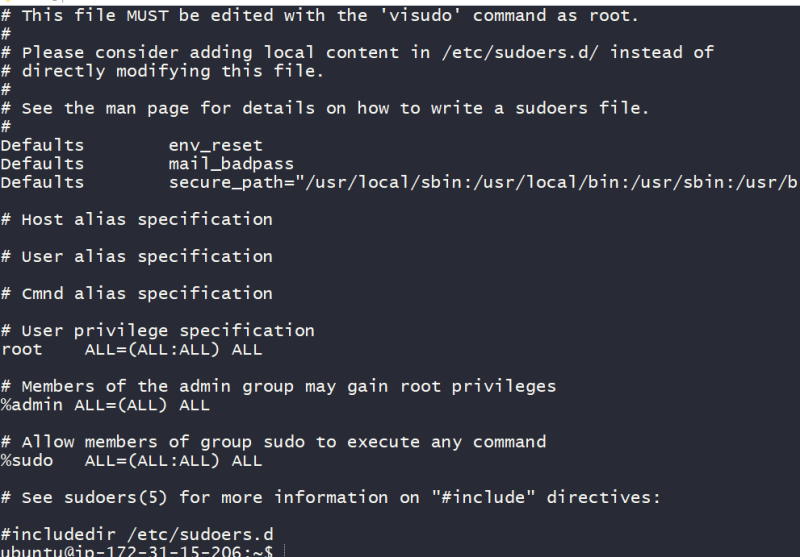 # This file MUST be edited with the 'visudo' command as root.
#
# Please consider adding local content in /etc/sudoers.d/ instead of
# directly modifying this file.
#
# See the man page for details on how to write a sudoers file.
#
Defaults        env_reset
Defaults        mail_badpass
Defaults        secure_path="/usr/local/sbin:/usr/local/bin:/usr/sbin:/usr/b
# Host alias specification
# User alias specification
# Cmnd alias specification
# User privilege specification
root    ALL=(ALL:ALL) ALL
# Members of the admin group may gain root privileges
%admin ALL=(ALL) ALL
# Allow members of group sudo to execute any command
%sudo   ALL=(ALL:ALL) ALL
# See sudoers(5) for more information on "#include" directives:
#includedir /etc/sudoers.d
ubuntu@ip-172-31-15-206:~$